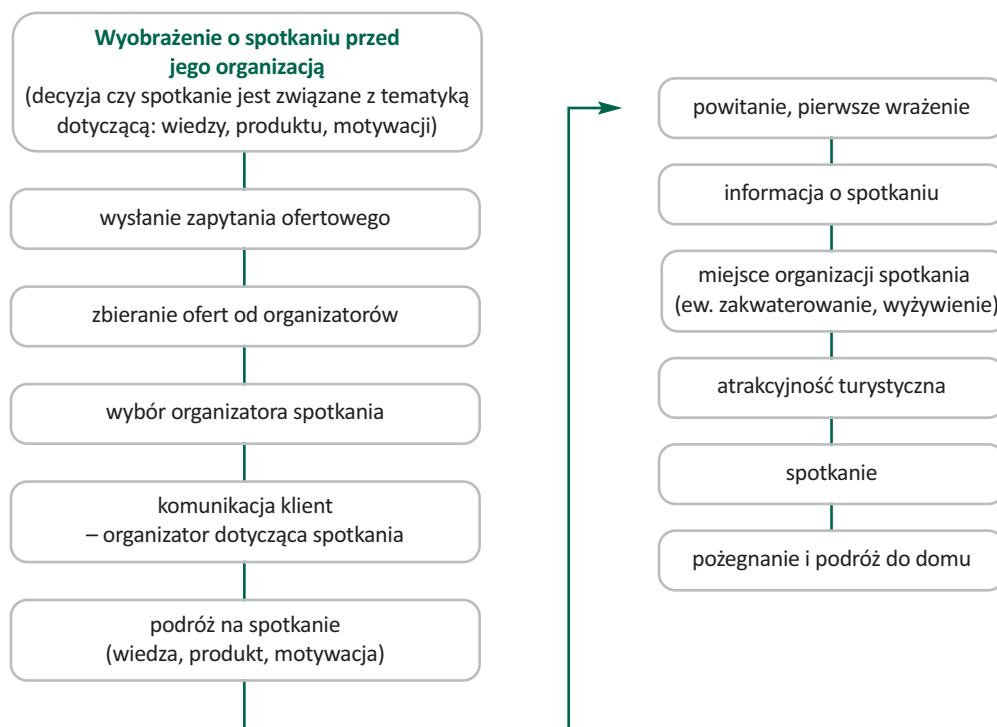 Wyobrażenie o spotkaniu przed
jego organizacją
(decyzja czy spotkanie jest związane z tematyką
dotyczącą: wiedzy, produktu, motywacji)
wysłanie zapytania ofertowego
zbieranie ofert od organizatorów
wybór organizatora spotkania
komunikacja klient
– organizator dotycząca spotkania
podróż na spotkanie
(wiedza, produkt, motywacja)
powitanie, pierwsze wrażenie
informacja o spotkaniu
miejsce organizacji spotkania
(ew. zakwaterowanie, wyżywienie)
atrakcyjność turystyczna
spotkanie
pożegnanie i podróż do domu